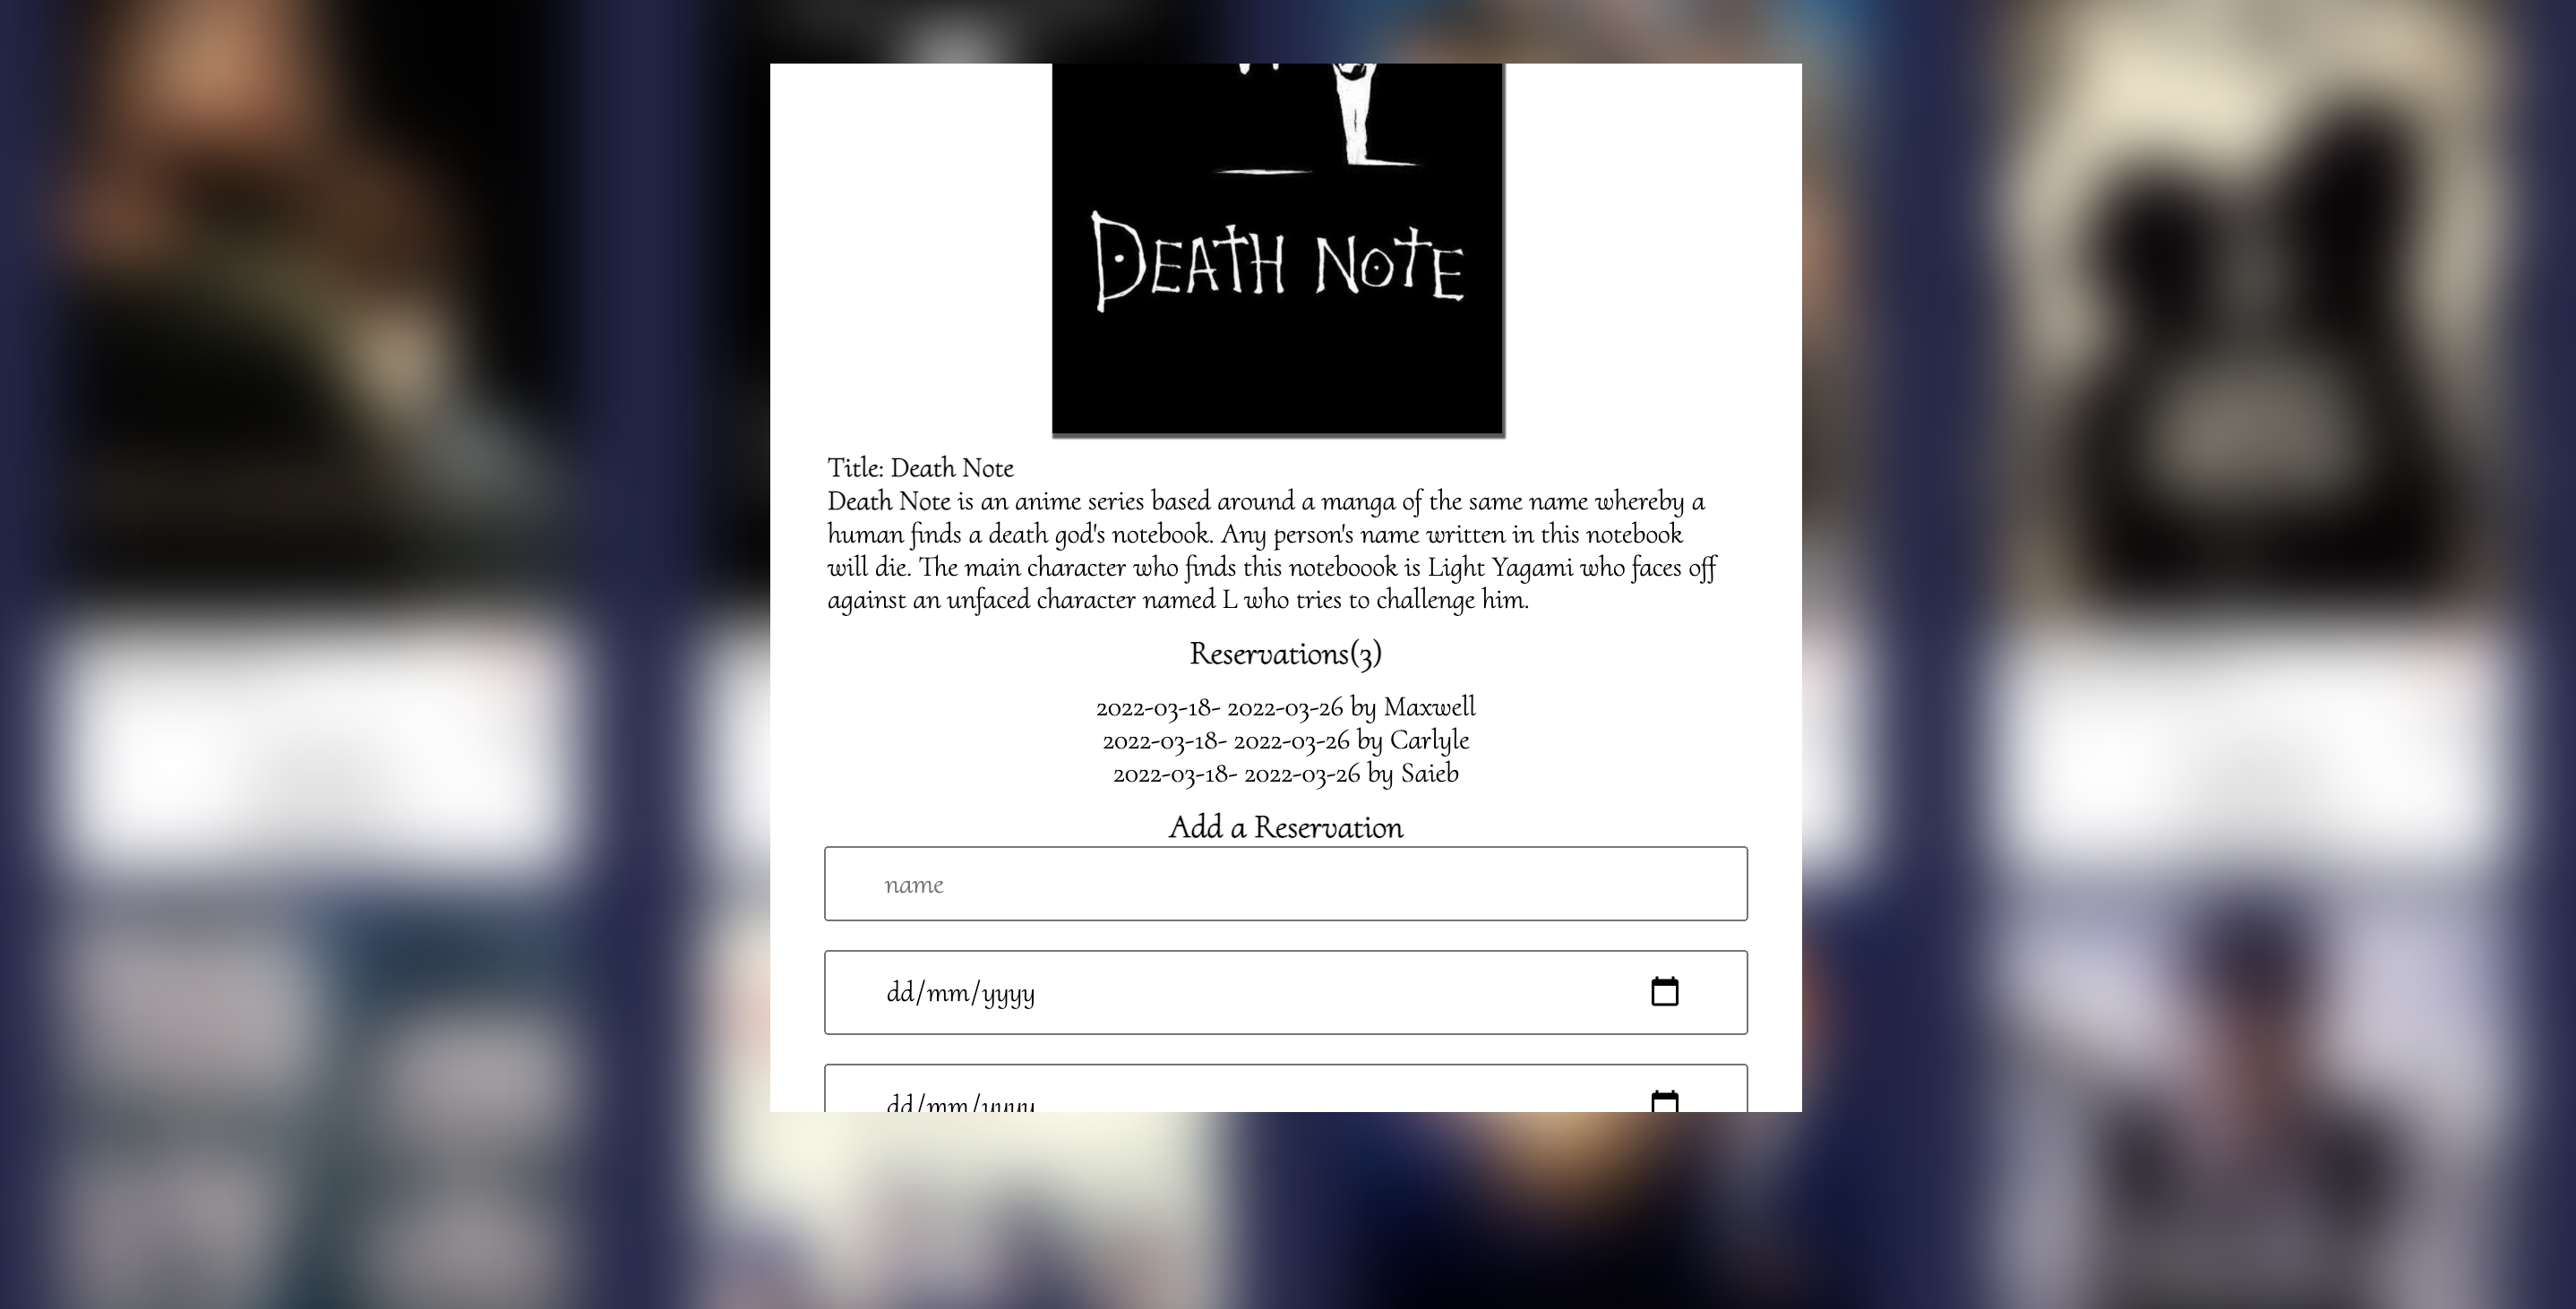 DEATH NOTE
Title: Death Note
Death Note is an anime series based around a manga of the same name whereby a
human finds a death god's notebook. Any person's name written in this notebook
will die. The main character who finds this noteboook is Light Yagami who faces off
against an unfaced character named L who tries to challenge him.
Reservations(3)
2022-03-18- 2022-03-26 by Maxwell
2022-03-18- 2022-03-26 by Carlyle
2022-03-18- 2022-03-26 by Saieb
Add a Reservation
name
dd/mm/yyyy
dd/mm/yyyy